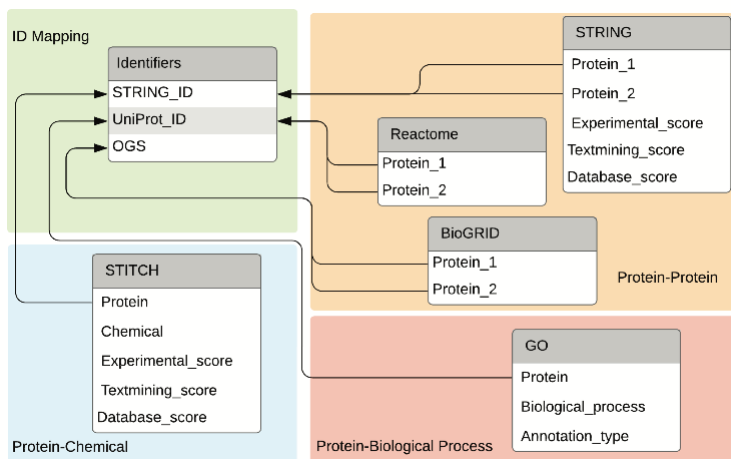 ID Mapping
Identifiers
STRING_ID
UniProt_ID
OGS
STRING
Protein_1
Protein_2
Experimental_score
Textmining_score
Database_score
Reactome
Protein_1
Protein_2
BioGRID
Protein_1
Protein_2
Protein-Protein
STITCH
Protein
Chemical
Experimental_score
Textmining_score
Database_score
Protein-Chemical
GO
Protein
Biological_process
Annotation_type
Protein-Biological Process